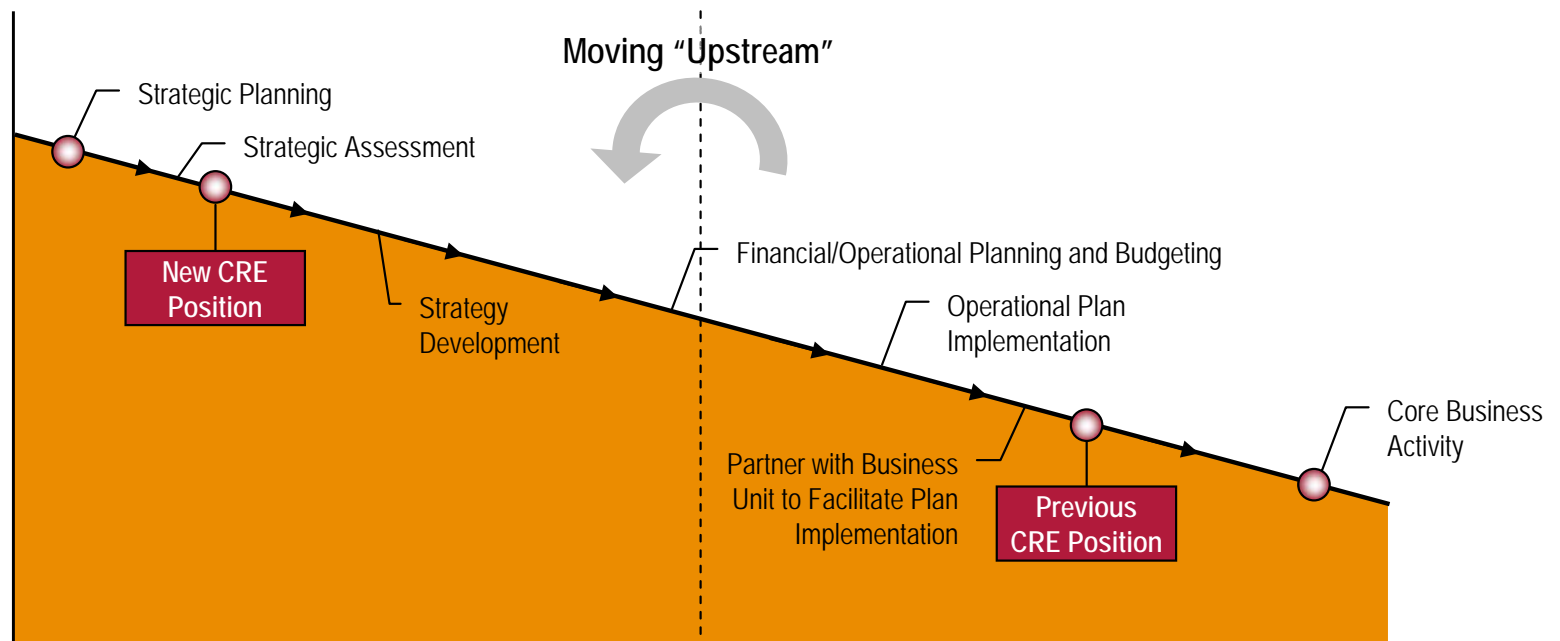 Moving “Upstream”
Strategic Planning
Strategic Assessment
New CRE
Position
Strategy
Development
Financial/Operational Planning and Budgeting
Operational Plan
Implementation
Partner with Business
Unit to Facilitate Plan
Implementation
Previous
CRE Position
Core Business
Activity